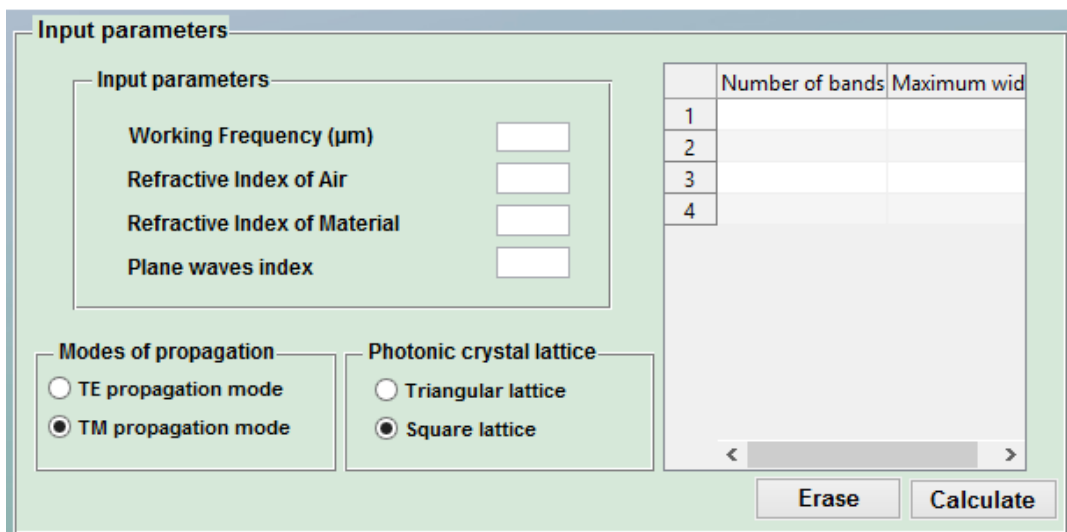 Input parameters
Input parameters
Working Frequency (µm)
Refractive Index of Air
Refractive Index of Material
Plane waves index
Modes of propagation
TE propagation mode
TM propagation mode
Photonic crystal lattice
Triangular lattice
Square lattice
Number of bands Maximum wid
1
2
3
4
Erase Calculate